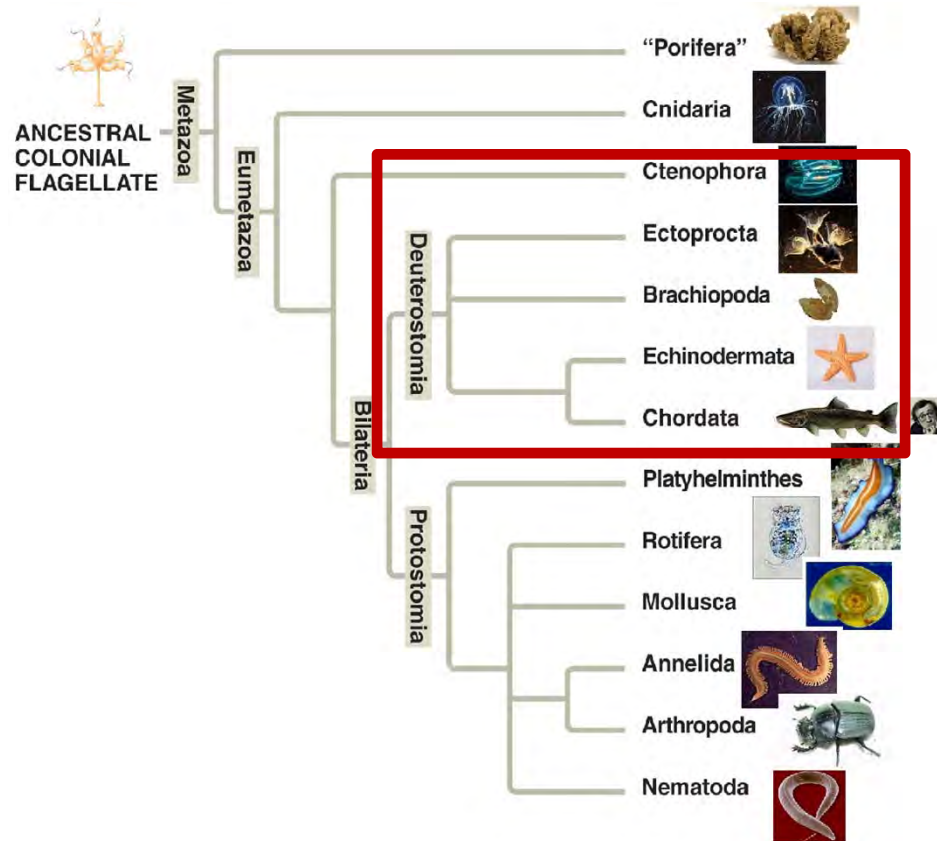 "Porifera"
Cnidaria
ANCESTRAL
COLONIAL
FLAGELLATE
Metazoa
Eumetazoa
Bilateria
Deuterostomia
Protostomia
Ctenophora
Ectoprocta
Brachiopoda
Echinodermata
Chordata
Platyhelminthes
Rotifera
Mollusca
Annelida
Arthropoda
Nematoda